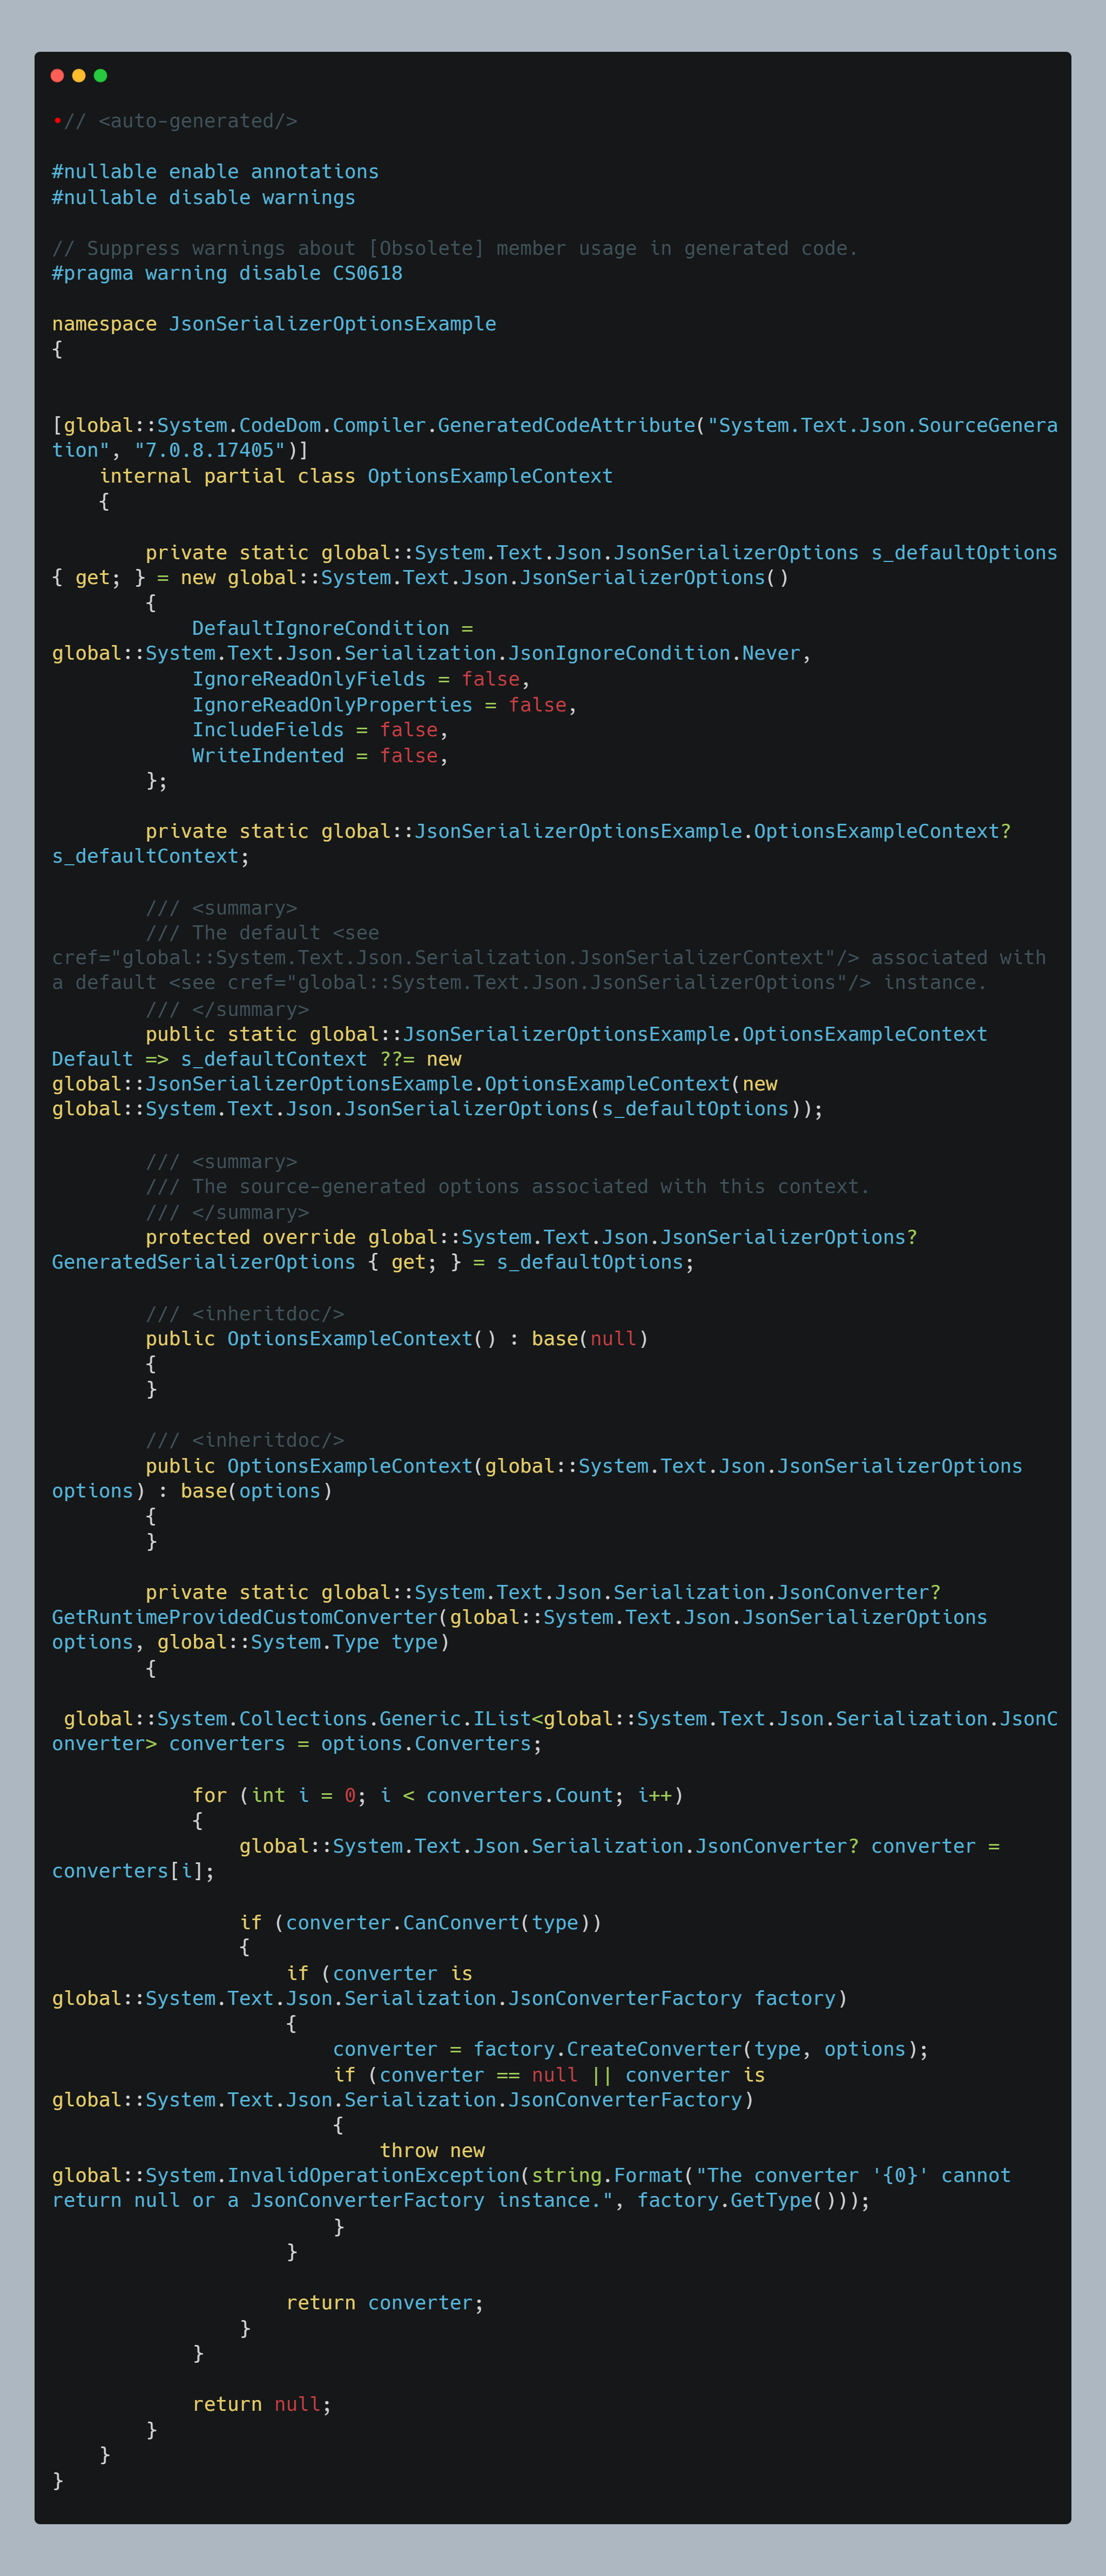 •// <auto-generated/>
#nullable enable annotations
#nullable disable warnings
// Suppress warnings about [Obsolete] member usage in generated code.
#pragma warning disable CS0618
namespace JsonSerializerOptionsExample
{
[global::System.CodeDom.Compiler.GeneratedCodeAttribute("System.Text.Json.SourceGenera
tion", "7.0.8.17405")]
    internal partial class OptionsExampleContext
    {
        private static global::System.Text.Json.JsonSerializerOptions s_defaultOptions
{ get; } = new global::System.Text.Json.JsonSerializerOptions()
        {
            DefaultIgnoreCondition =
global::System.Text.Json.Serialization.JsonIgnoreCondition.Never,
            IgnoreReadOnlyFields = false,
            IgnoreReadOnlyProperties = false,
            IncludeFields = false,
            WriteIndented = false,
        };
        private static global::JsonSerializerOptionsExample.OptionsExampleContext?
s_defaultContext;
        /// <summary>
        /// The default <see
cref="global::System.Text.Json.Serialization.JsonSerializerContext"/> associated with
a default <see cref="global::System.Text.Json.JsonSerializerOptions"/> instance.
        /// </summary>
        public static global::JsonSerializerOptionsExample.OptionsExampleContext
Default => s_defaultContext ??= new
global::JsonSerializerOptionsExample.OptionsExampleContext(new
global::System.Text.Json.JsonSerializerOptions(s_defaultOptions));
        /// <summary>
        /// The source-generated options associated with this context.
        /// </summary>
        protected override global::System.Text.Json.JsonSerializerOptions?
GeneratedSerializerOptions { get; } = s_defaultOptions;
        /// <inheritdoc/>
        public OptionsExampleContext() : base(null)
        {
        }
        /// <inheritdoc/>
        public OptionsExampleContext(global::System.Text.Json.JsonSerializerOptions
options) : base(options)
        {
        }
        private static global::System.Text.Json.Serialization.JsonConverter?
GetRuntimeProvidedCustomConverter(global::System.Text.Json.JsonSerializerOptions
options, global::System.Type type)
        {
 global::System.Collections.Generic.IList<global::System.Text.Json.Serialization.JsonC
onverter> converters = options.Converters;
            for (int i = 0; i < converters.Count; i++)
            {
                global::System.Text.Json.Serialization.JsonConverter? converter =
converters[i];
                if (converter.CanConvert(type))
                {
                    if (converter is
global::System.Text.Json.Serialization.JsonConverterFactory factory)
                    {
                        converter = factory.CreateConverter(type, options);
                        if (converter == null || converter is
global::System.Text.Json.Serialization.JsonConverterFactory)
                        {
                            throw new
global::System.InvalidOperationException(string.Format("The converter '{0}' cannot
return null or a JsonConverterFactory instance.", factory.GetType()));
                        }
                    }
                    return converter;
                }
            }
            return null;
        }
    }
}